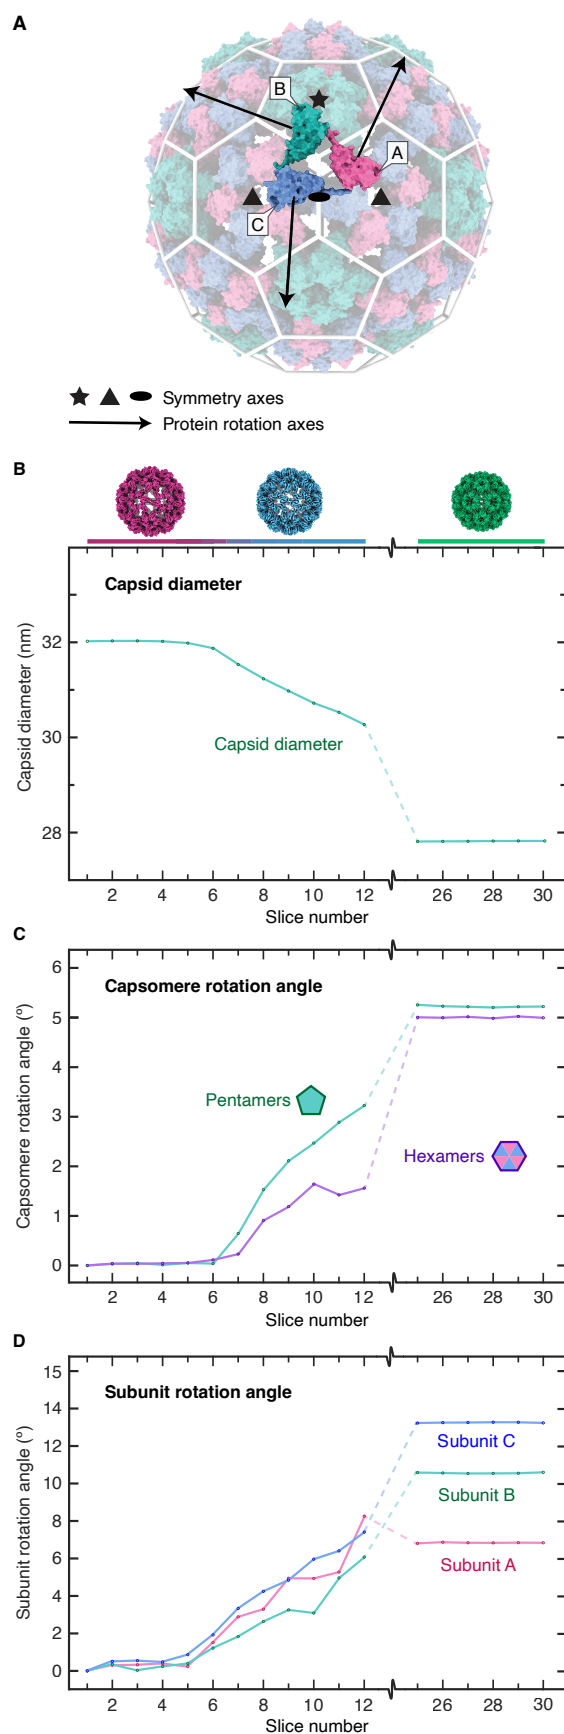 A
B
A
C
Symmetry axes
Protein rotation axes
B
Capsid diameter
Capsid diameter (nm)
32
30
28
Capsid diameter
2 4 6 8 10 12 26 28 30
Slice number
C
Capsomere rotation angle
Capsomere rotation angle (º)
6
5
4
3
2
1
0
Pentamers
Hexamers
2 4 6 8 10 12 26 28 30
Slice number
D
Subunit rotation angle
Subunit rotation angle (º)
15
14
12
10
8
6
4
2
0
Subunit C
Subunit B
Subunit A
2 4 6 8 10 12 26 28 30
Slice number